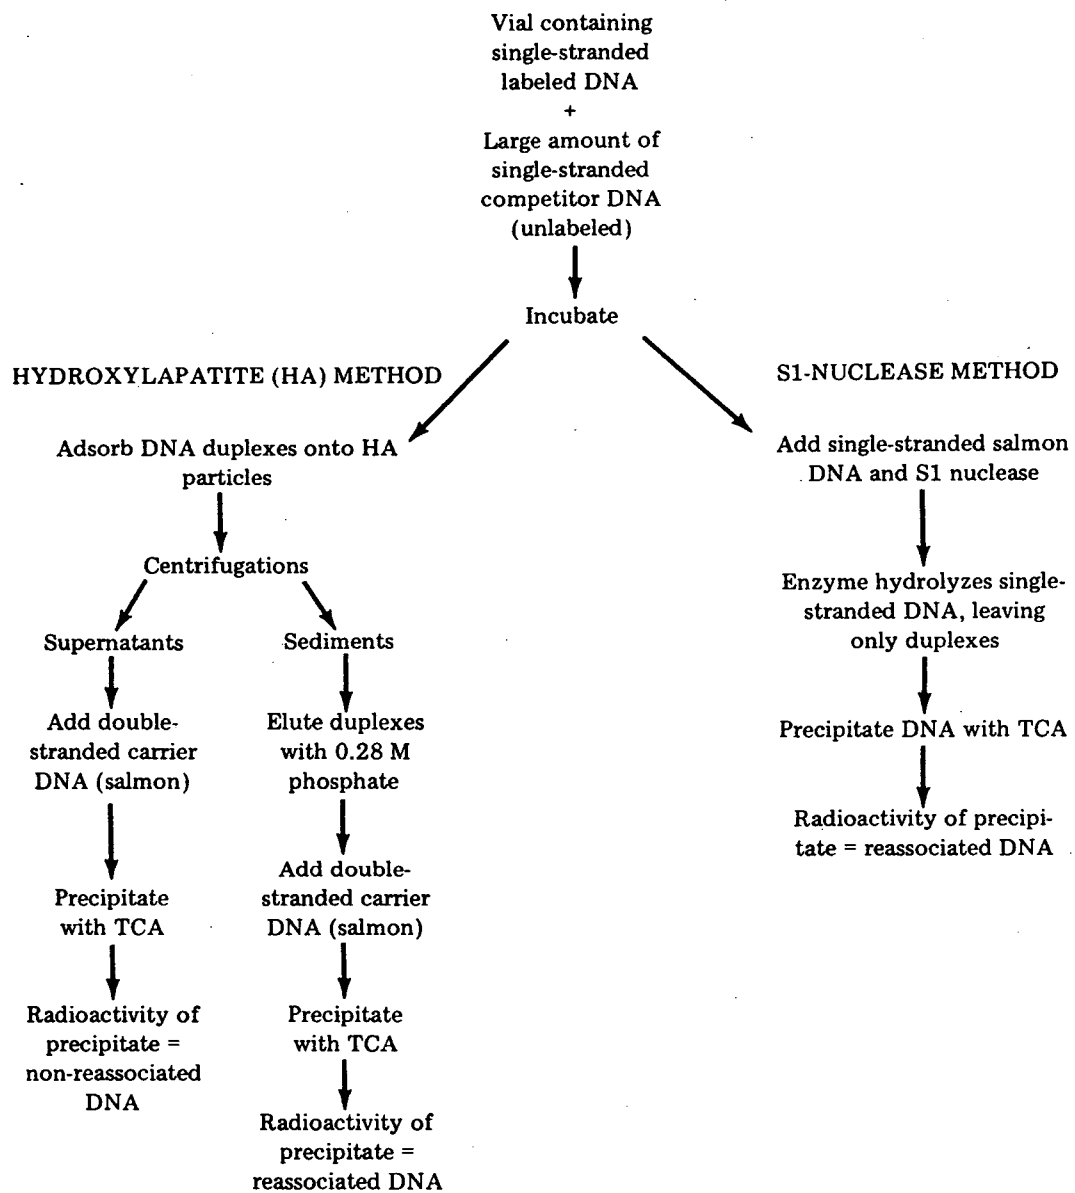 Vial containing
single-stranded
labeled DNA
+
Large amount of
single-stranded
competitor DNA
(unlabeled)
Incubate
HYDROXYLAPATITE (HA) METHOD
Adsorb DNA duplexes onto HA
particles
Centrifugations
Supernatants
Add double-
stranded carrier
DNA (salmon)
Precipitate
with TCA
Radioactivity of
precipitate =
non-reassociated
DNA
Sediments
Elute duplexes
with 0.28 M
phosphate
Add double-
stranded carrier
DNA (salmon)
Precipitate
with TCA
Radioactivity of
precipitate =
reassociated DNA
S1-NUCLEASE METHOD
Add single-stranded salmon
DNA and S1 nuclease
Enzyme hydrolyzes single-
stranded DNA, leaving
only duplexes
Precipitate DNA with TCA
Radioactivity of precipi-
tate = reassociated DNA